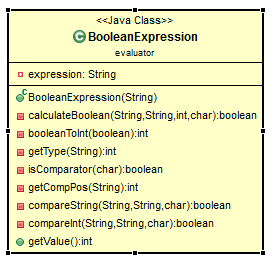 <<Java Class>>
BooleanExpression
evaluator
expression: String
BooleanExpression(String)
calculateBoolean(String,String,int,char):boolean
booleanToInt(boolean):int
getType(String):int
isComparator(char):boolean
getCompPos(String):int
compareString(String,String,char):boolean
compareInt(String,String,char):boolean
getValue():int